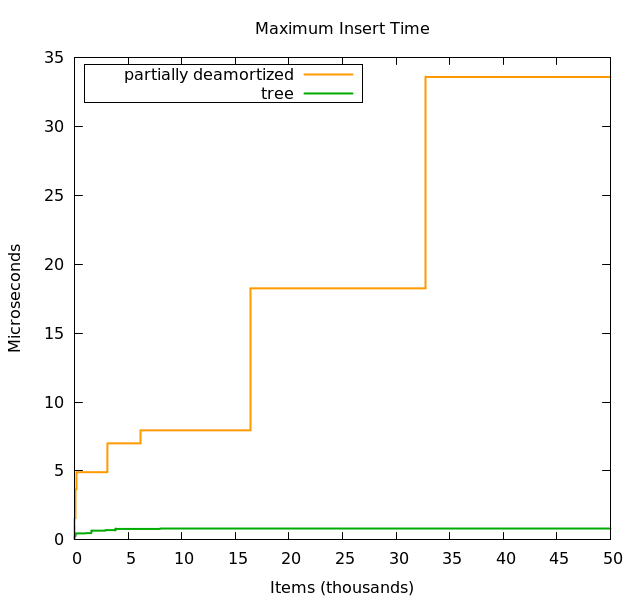 Maximum Insert Time
35
partially deamortized
tree
30
25
20
15
10
5
0
Microseconds
0 5 10 15 20 25 30 35 40 45 50
Items (thousands)